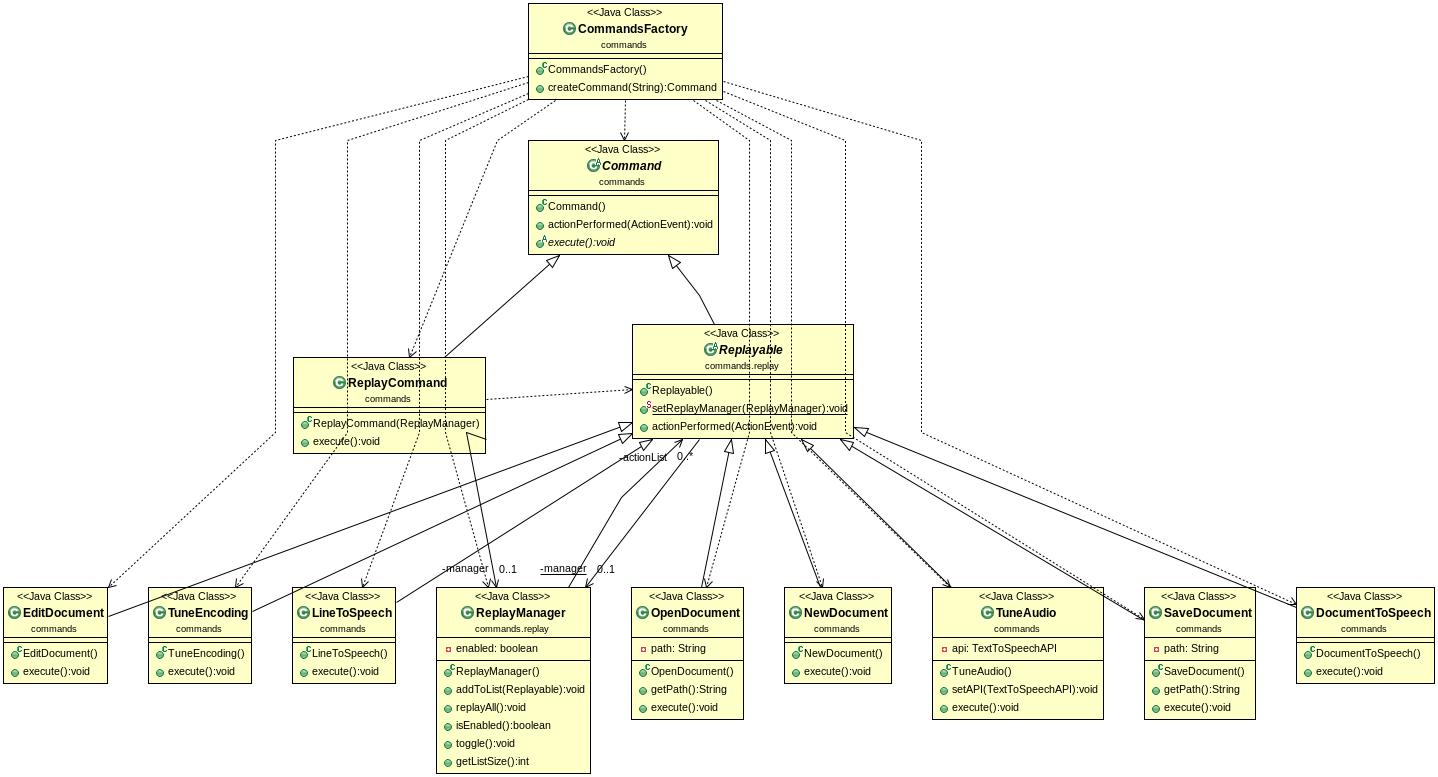 <<Java Class>>
CommandsFactory
commands
CommandsFactory()
createCommand(String):Command
<<Java Class>>
Command
commands
Command()
actionPerformed(ActionEvent):void
execute():void
<<Java Class>>
Replayable
commands.replay
Replayable()
setReplayManager(ReplayManager):void
actionPerformed(ActionEvent):void
<<Java Class>>
ReplayCommand
commands
ReplayCommand(ReplayManager)
execute():void
-actionList 0..*
-manager 0..1
-manager 0..1
<<Java Class>>
EditDocument
commands
EditDocument()
execute():void
<<Java Class>>
TuneEncoding
commands
TuneEncoding()
execute():void
<<Java Class>>
LineToSpeech
commands
LineToSpeech()
execute():void
<<Java Class>>
ReplayManager
commands.replay
enabled: boolean
ReplayManager()
addToList(Replayable):void
replayAll():void
isEnabled():boolean
toggle():void
getListSize():int
<<Java Class>>
OpenDocument
commands
path: String
OpenDocument()
getPath():String
execute():void
<<Java Class>>
NewDocument
commands
NewDocument()
execute():void
<<Java Class>>
TuneAudio
commands
api: TextToSpeechAPI
TuneAudio()
setAPI(TextToSpeechAPI):void
execute():void
<<Java Class>>
SaveDocument
commands
path: String
SaveDocument()
getPath():String
execute():void
<<Java Class>>
DocumentToSpeech
commands
DocumentToSpeech()
execute():void